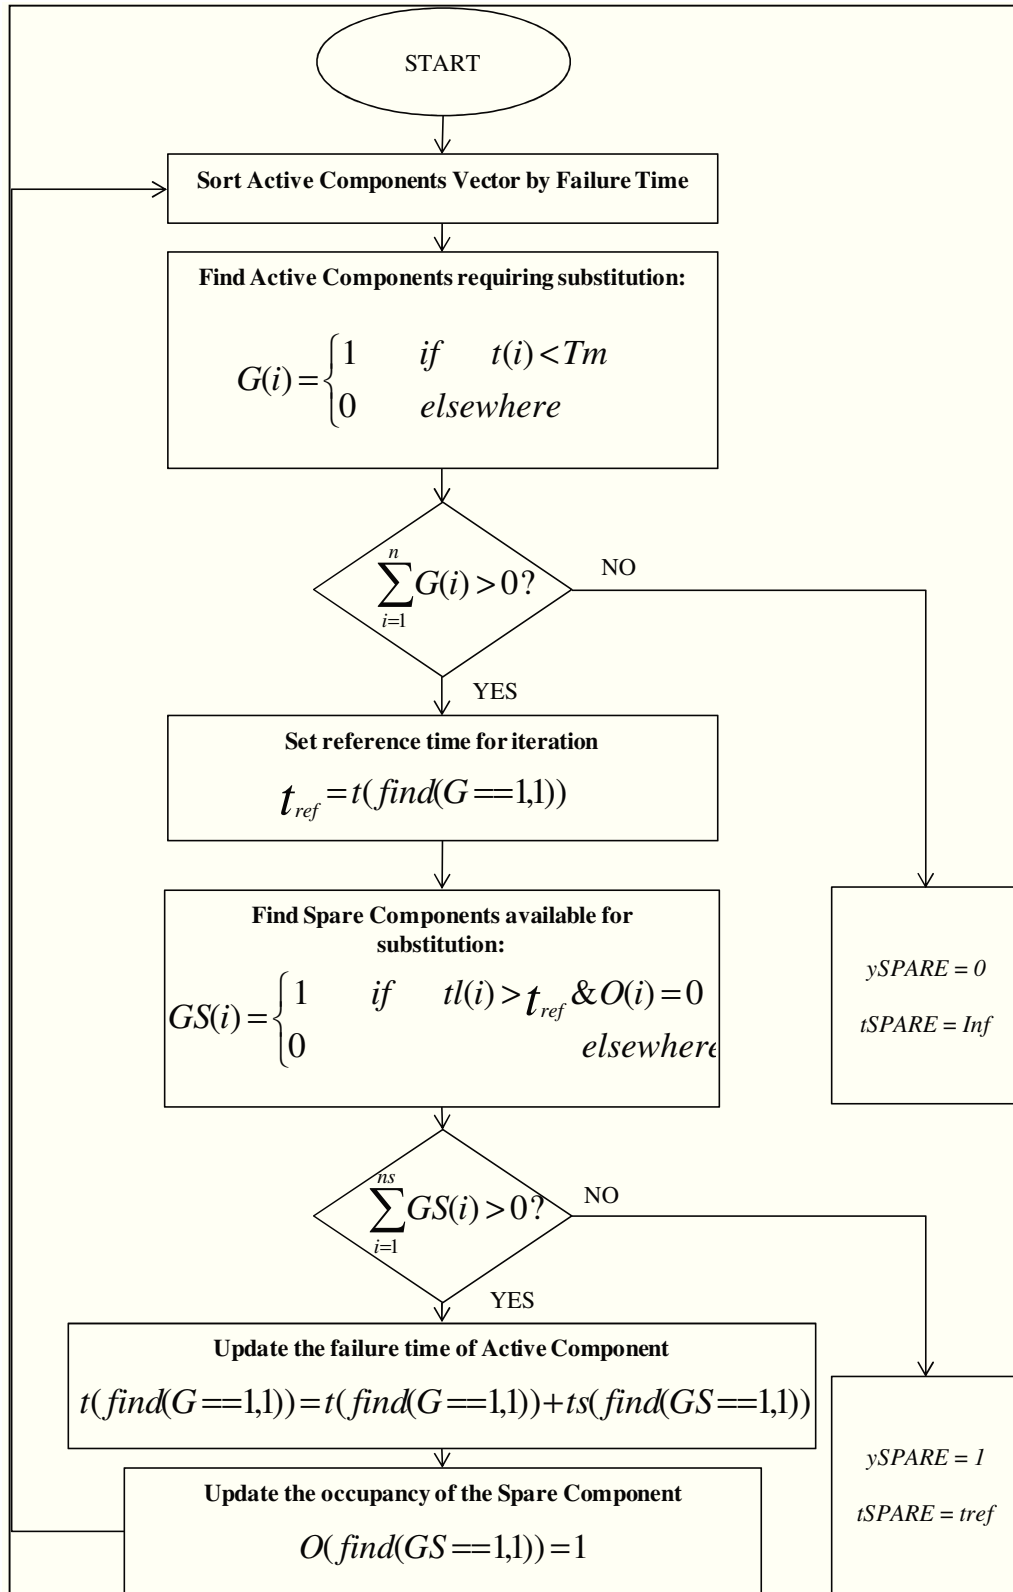 START
Sort Active Components Vector by Failure Time
Find Active Components requiring substitution:
G(i) = { 1 if t(i) < Tm
0 elsewhere
∑_{i=1}^{n} G(i) > 0?
NO
YES
Set reference time for iteration
t_{ref} = t(find(G==1,1))
Find Spare Components available for
substitution:
GS(i) = { 1 if tl(i) > t_{ref} & O(i) = 0
0 elsewhere
ySPARE = 0
tSPARE = Inf
∑_{i=1}^{ns} GS(i) > 0?
NO
YES
Update the failure time of Active Component
t(find(G==1,1)) = t(find(G==1,1)) + ts(find(GS==1,1))
Update the occupancy of the Spare Component
O(find(GS==1,1)) = 1
ySPARE = 1
tSPARE = tref